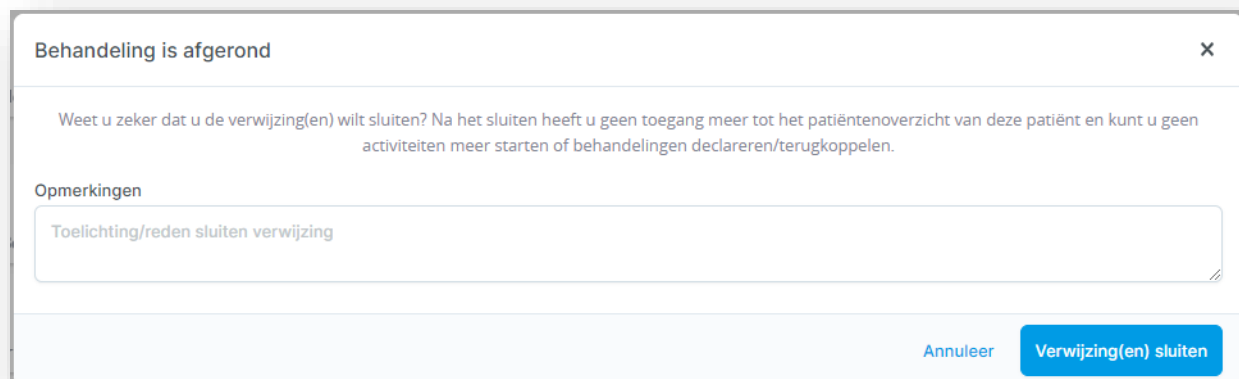 Behandeling is afgerond
Weet u zeker dat u de verwijzing(en) wilt sluiten? Na het sluiten heeft u geen toegang meer tot het patiëntenoverzicht van deze patiënt en kunt u geen
activiteiten meer starten of behandelingen declareren/terugkoppelen.
Opmerkingen
Toelichting/reden sluiten verwijzing
Annuleer
Verwijzing(en) sluiten